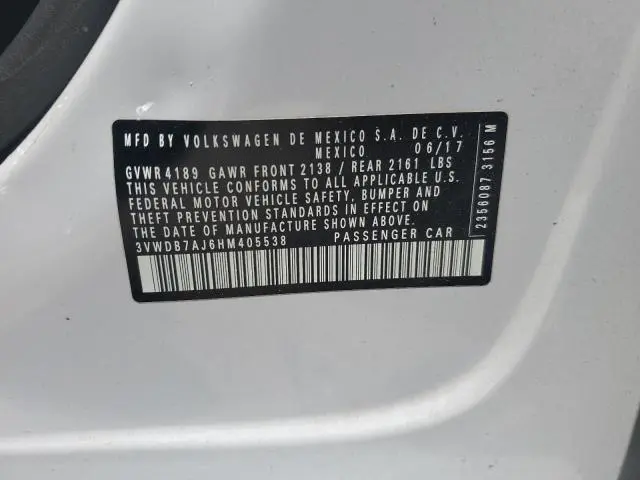 MFD BY VOLKSWAGEN DE MEXICO S.A. DE C.V.
MEXICO 06/17
GVWR 4189 GAWR FRONT 2138 / REAR 2161 LBS
THIS VEHICLE CONFORMS TO ALL APPLICABLE U.S.
FEDERAL MOTOR VEHICLE SAFETY, BUMPER AND
THEFT PREVENTION STANDARDS IN EFFECT ON
THE DATE OF MANUFACTURE SHOWN ABOVE.
3VWDB7AJ6HM405538 PASSENGER CAR
2356087 3156 M